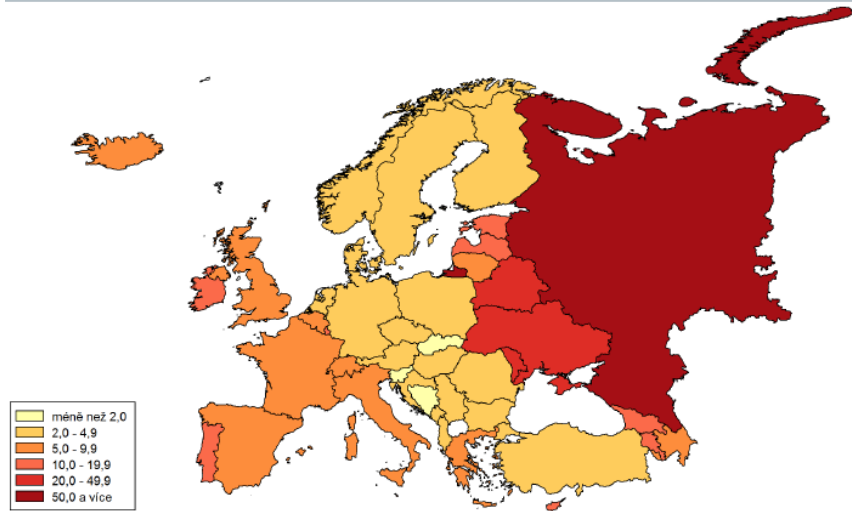 méně než 2,0
2,0 - 4,9
5,0 - 9,9
10,0 - 19,9
20,0 - 49,9
50,0 a více